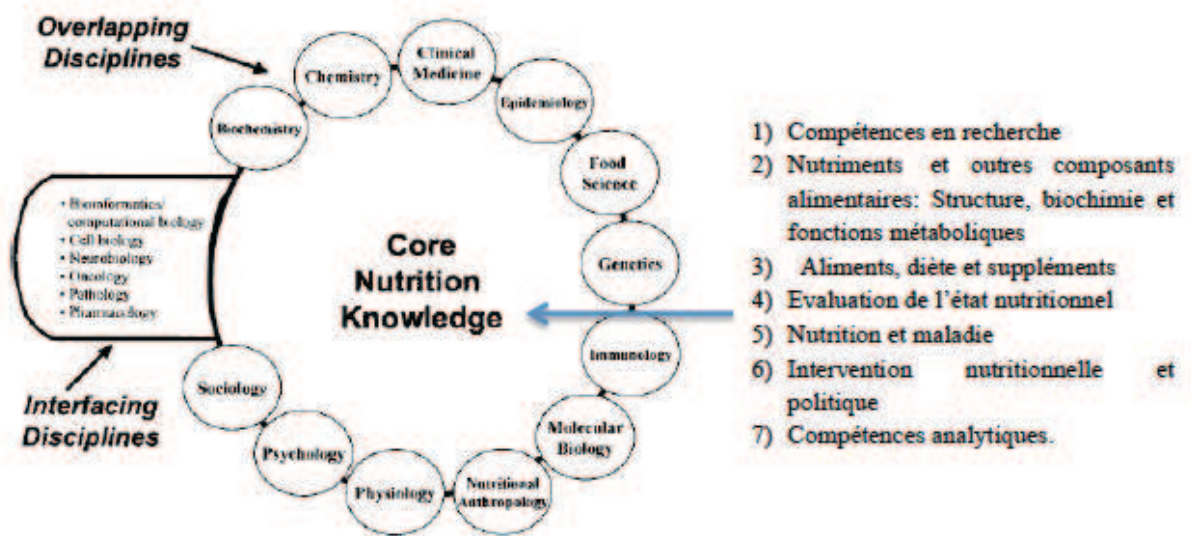 Overlapping
Disciplines
Chemistry
Clinical
Medicine
Epidemiology
Biochemistry
Food
Science
Genetics
Immunology
Molecular
Biology
Nutritional
Anthropology
Physiology
Psychology
Sociology
• Bioinformatics/
computational biology
• Cell biology
• Neurobiology
• Oncology
• Pathology
• Pharmacology
Interfacing
Disciplines
Core
Nutrition
Knowledge
1) Compétences en recherche
2) Nutriments et autres composants
alimentaires: Structure, biochimie et
fonctions métaboliques
3) Aliments, diète et suppléments
4) Evaluation de l'état nutritionnel
5) Nutrition et maladie
6) Intervention nutritionnelle et
politique
7) Compétences analytiques.